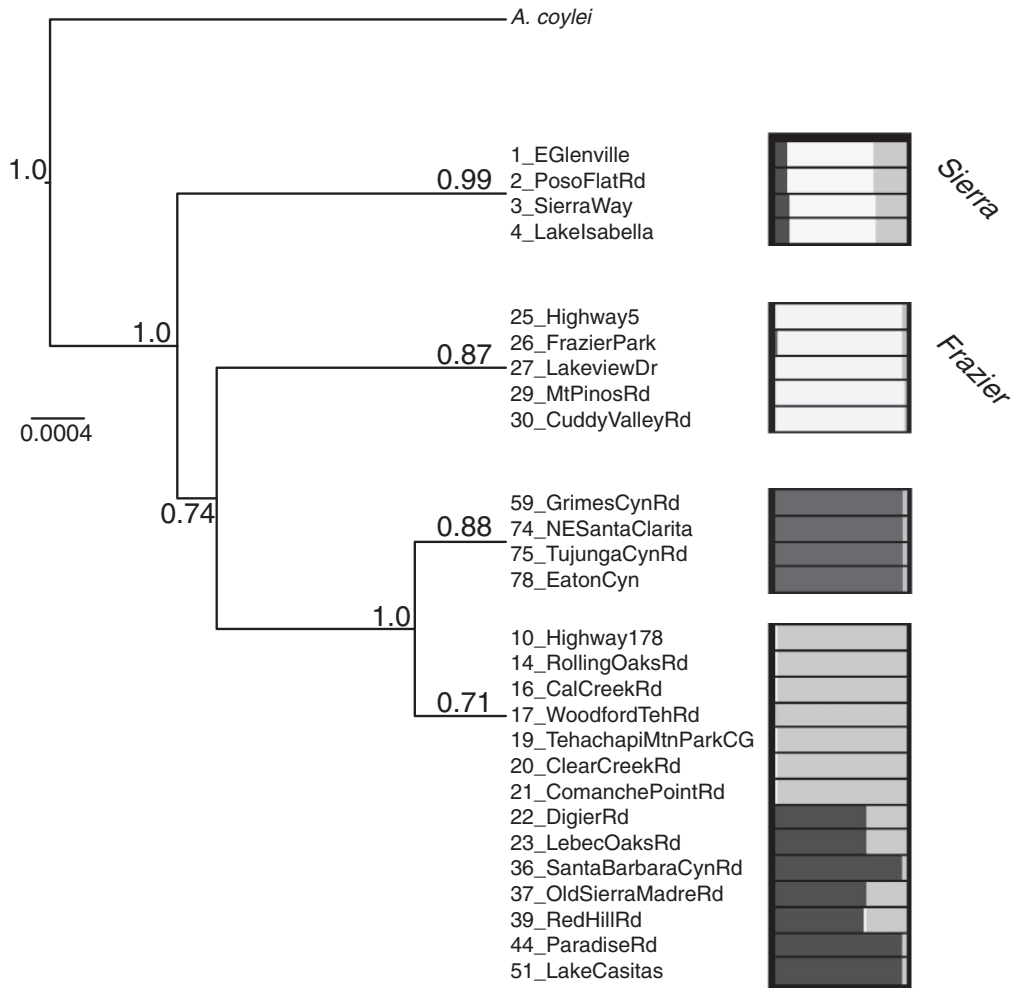 A. coylei
1.0
0.99
1_EGlenville
2_PosoFlatRd
3_SierraWay
4_LakeIsabella
Sierra
1.0
0.87
25_Highway5
26_FrazierPark
27_LakeviewDr
29_MtPinosRd
30_CuddyValleyRd
Frazier
0.0004
0.74
0.88
59_GrimesCynRd
74_NESantaClarita
75_TujungaCynRd
78_EatonCyn
1.0
0.71
10_Highway178
14_RollingOaksRd
16_CalCreekRd
17_WoodfordTehRd
19_TehachapiMtnParkCG
20_ClearCreekRd
21_ComanchePointRd
22_DigierRd
23_LebecOaksRd
36_SantaBarbaraCynRd
37_OldSierraMadreRd
39_RedHillRd
44_ParadiseRd
51_LakeCasitas